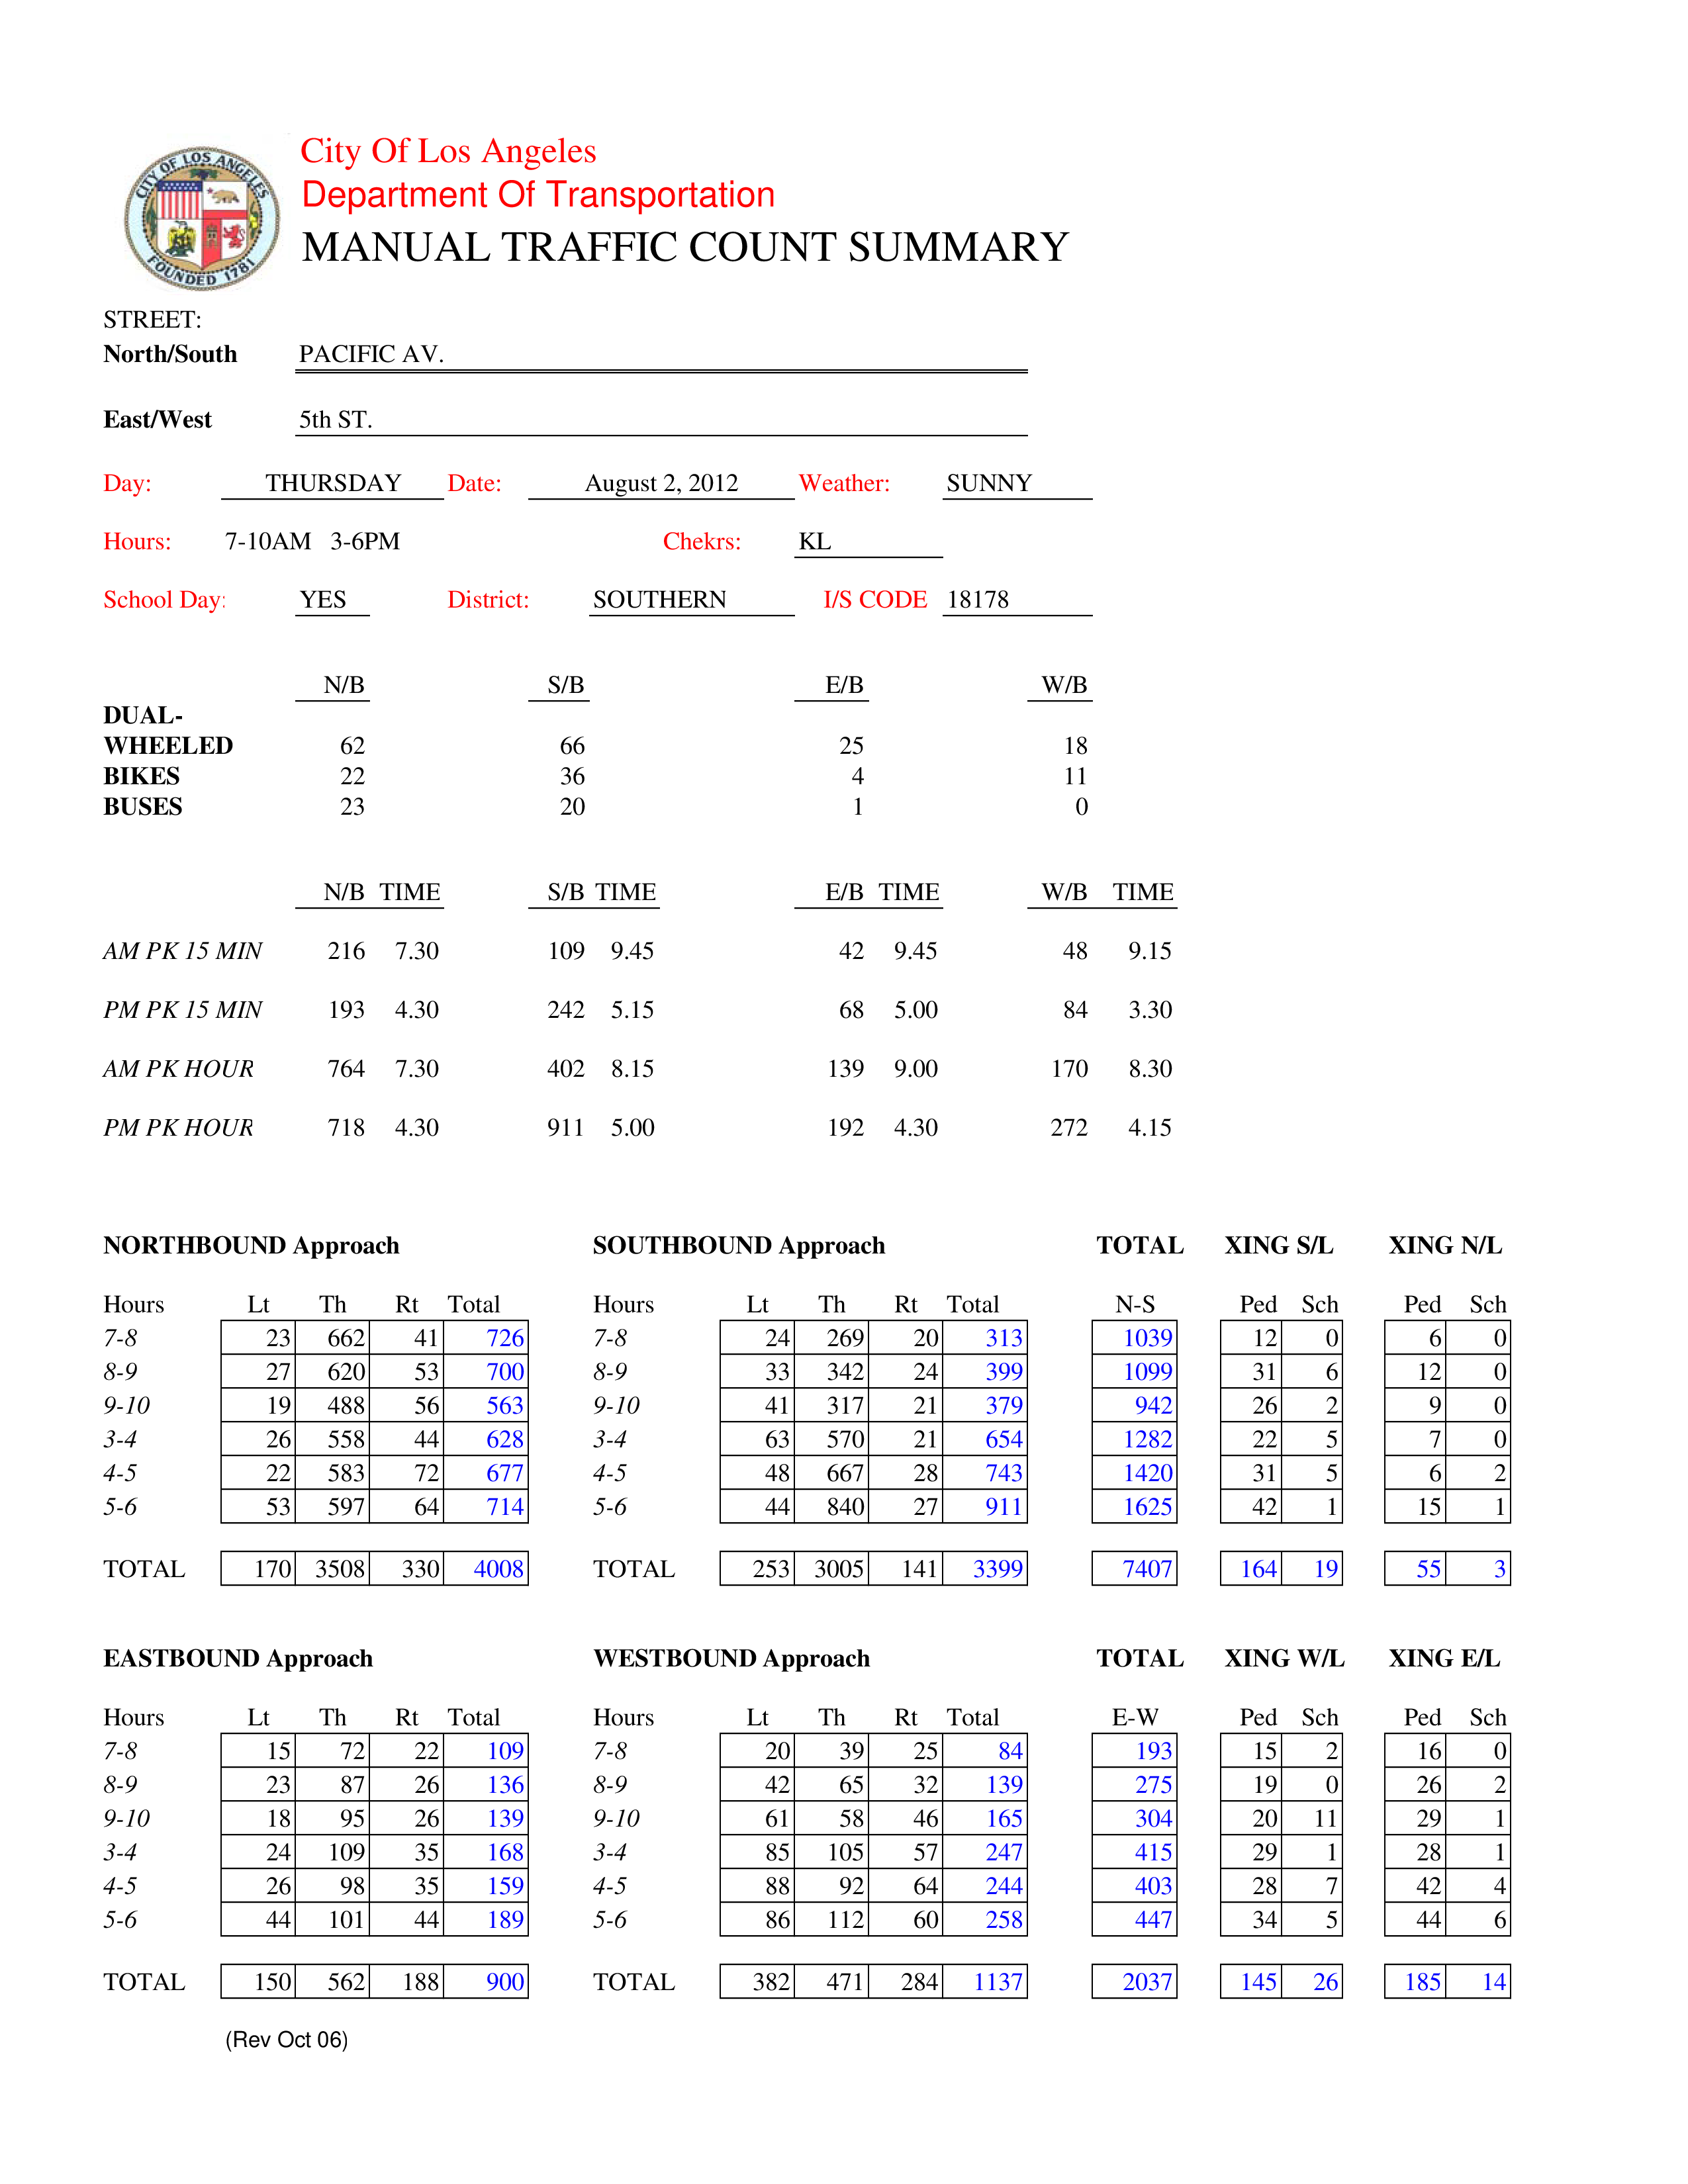 CITY OF LOS ANGELES
FOUNDED 1781
City Of Los Angeles
Department Of Transportation
MANUAL TRAFFIC COUNT SUMMARY
STREET:
North/South PACIFIC AV.
East/West 5th ST.
Day: THURSDAY Date: August 2, 2012 Weather: SUNNY
Hours: 7-10AM 3-6PM Chekrs: KL
School Day: YES District: SOUTHERN I/S CODE 18178
N/B S/B E/B W/B
DUAL-
WHEELED 62 66 25 18
BIKES 22 36 4 11
BUSES 23 20 1 0
N/B TIME S/B TIME E/B TIME W/B TIME
AM PK 15 MIN 216 7.30 109 9.45 42 9.45 48 9.15
PM PK 15 MIN 193 4.30 242 5.15 68 5.00 84 3.30
AM PK HOUR 764 7.30 402 8.15 139 9.00 170 8.30
PM PK HOUR 718 4.30 911 5.00 192 4.30 272 4.15
NORTHBOUND Approach SOUTHBOUND Approach TOTAL XING S/L XING N/L
Hours Lt Th Rt Total Hours Lt Th Rt Total N-S Ped Sch Ped Sch
7-8 23 662 41 726 7-8 24 269 20 313 1039 12 0 6 0
8-9 27 620 53 700 8-9 33 342 24 399 1099 31 6 12 0
9-10 19 488 56 563 9-10 41 317 21 379 942 26 2 9 0
3-4 26 558 44 628 3-4 63 570 21 654 1282 22 5 7 0
4-5 22 583 72 677 4-5 48 667 28 743 1420 31 5 6 2
5-6 53 597 64 714 5-6 44 840 27 911 1625 42 1 15 1
TOTAL 170 3508 330 4008 TOTAL 253 3005 141 3399 7407 164 19 55 3
EASTBOUND Approach WESTBOUND Approach TOTAL XING W/L XING E/L
Hours Lt Th Rt Total Hours Lt Th Rt Total E-W Ped Sch Ped Sch
7-8 15 72 22 109 7-8 20 39 25 84 193 15 2 16 0
8-9 23 87 26 136 8-9 42 65 32 139 275 19 0 26 2
9-10 18 95 26 139 9-10 61 58 46 165 304 20 11 29 1
3-4 24 109 35 168 3-4 85 105 57 247 415 29 1 28 1
4-5 26 98 35 159 4-5 88 92 64 244 403 28 7 42 4
5-6 44 101 44 189 5-6 86 112 60 258 447 34 5 44 6
TOTAL 150 562 188 900 TOTAL 382 471 284 1137 2037 145 26 185 14
(Rev Oct 06)